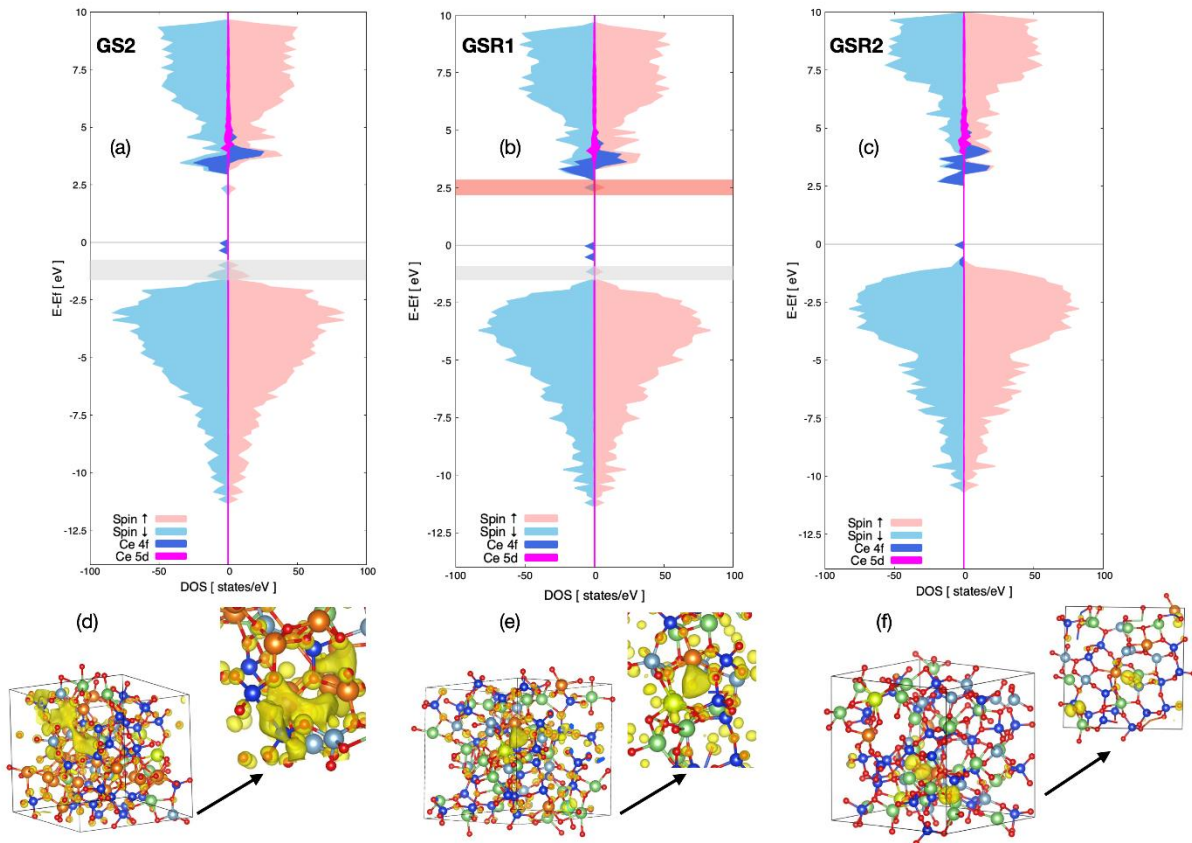 GS2
(a)
10
7.5
5
2.5
0
-2.5
-5
-7.5
-10
-12.5
E-Ef [ eV ]
Spin ↑
Spin ↓
Ce 4f
Ce 5d
-100 -50 0 50 100
DOS [ states/eV ]
GSR1
(b)
10
7.5
5
2.5
0
-2.5
-5
-7.5
-10
-12.5
E-Ef [ eV ]
Spin ↑
Spin ↓
Ce 4f
Ce 5d
-100 -50 0 50 100
DOS [ states/eV ]
GSR2
(c)
10
7.5
5
2.5
0
-2.5
-5
-7.5
-10
-12.5
E-Ef [ eV ]
Spin ↑
Spin ↓
Ce 4f
Ce 5d
-100 -50 0 50 100
DOS [ states/eV ]
(d)
(e)
(f)